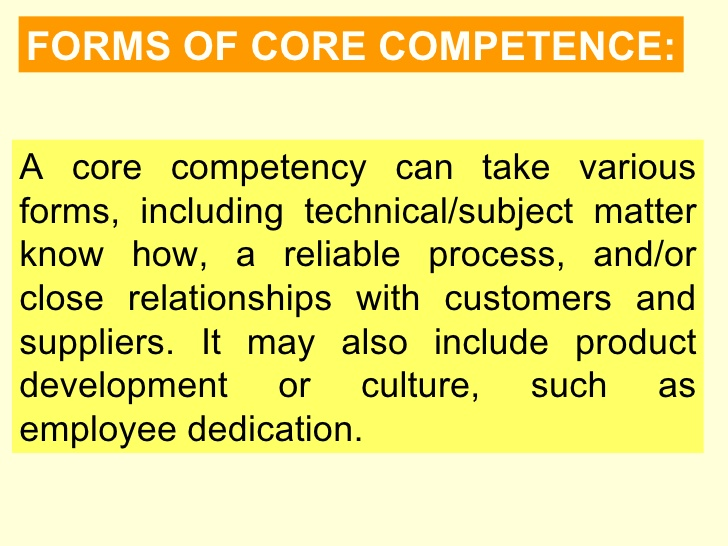 FORMS OF CORE COMPETENCE:
A core competency can take various
forms, including technical/subject matter
know how, a reliable process, and/or
close relationships with customers and
suppliers. It may also include product
development or culture, such as
employee dedication.